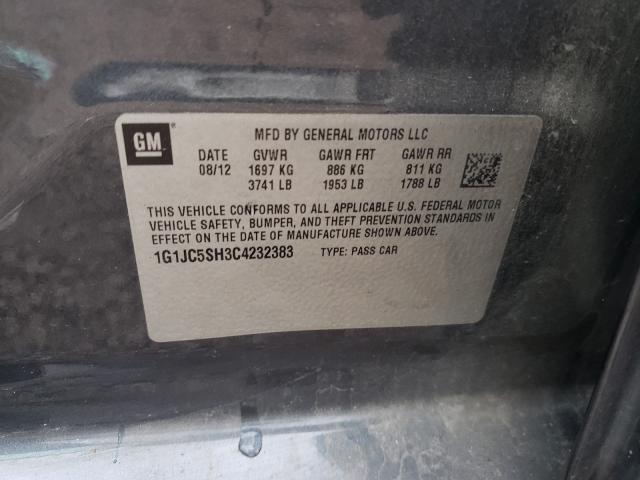 GM
MFD BY GENERAL MOTORS LLC
DATE GVWR GAWR FRT GAWR RR
08/12 1697 KG 886 KG 811 KG
3741 LB 1953 LB 1788 LB
THIS VEHICLE CONFORMS TO ALL APPLICABLE U.S. FEDERAL MOTOR
VEHICLE SAFETY, BUMPER, AND THEFT PREVENTION STANDARDS IN
EFFECT ON THE DATE OF MANUFACTURE SHOWN ABOVE.
1G1JC5SH3C4232383 TYPE: PASS CAR